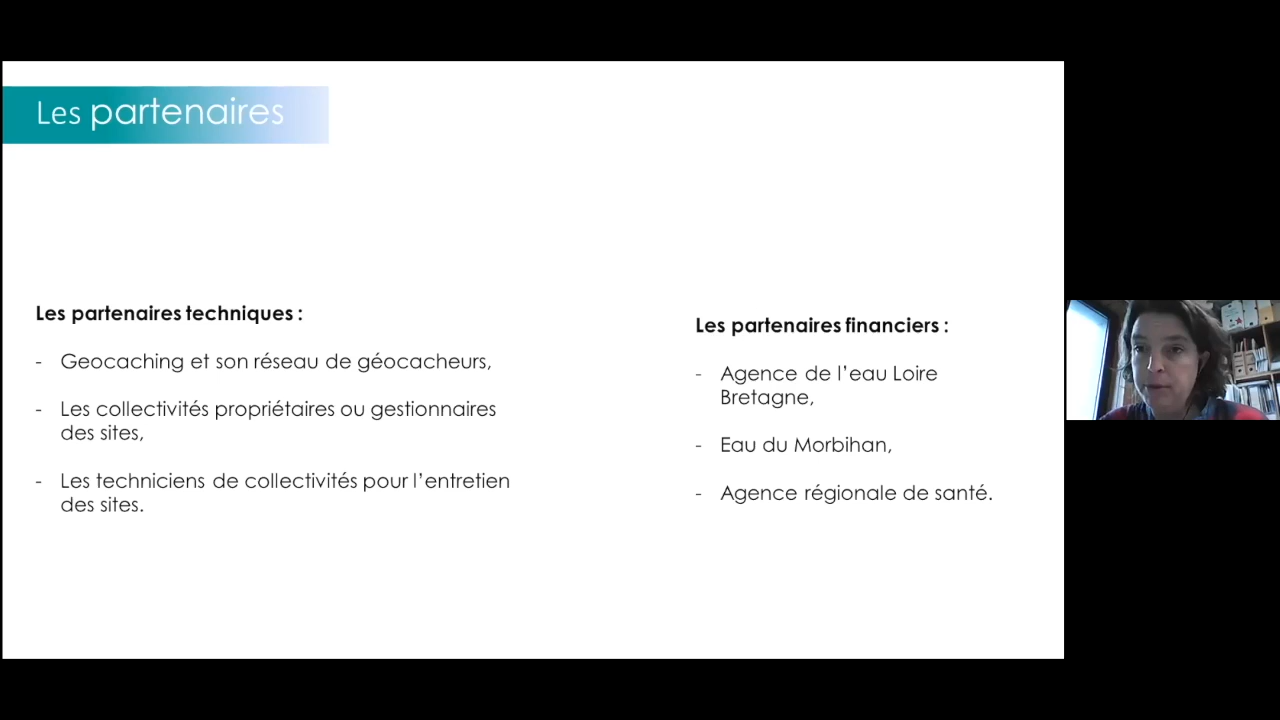 Les partenaires
Les partenaires techniques :
- Geocaching et son réseau de géocacheurs,
- Les collectivités propriétaires ou gestionnaires
des sites,
- Les techniciens de collectivités pour l’entretien
des sites.
Les partenaires financiers :
- Agence de l’eau Loire
Bretagne,
- Eau du Morbihan,
- Agence régionale de santé.